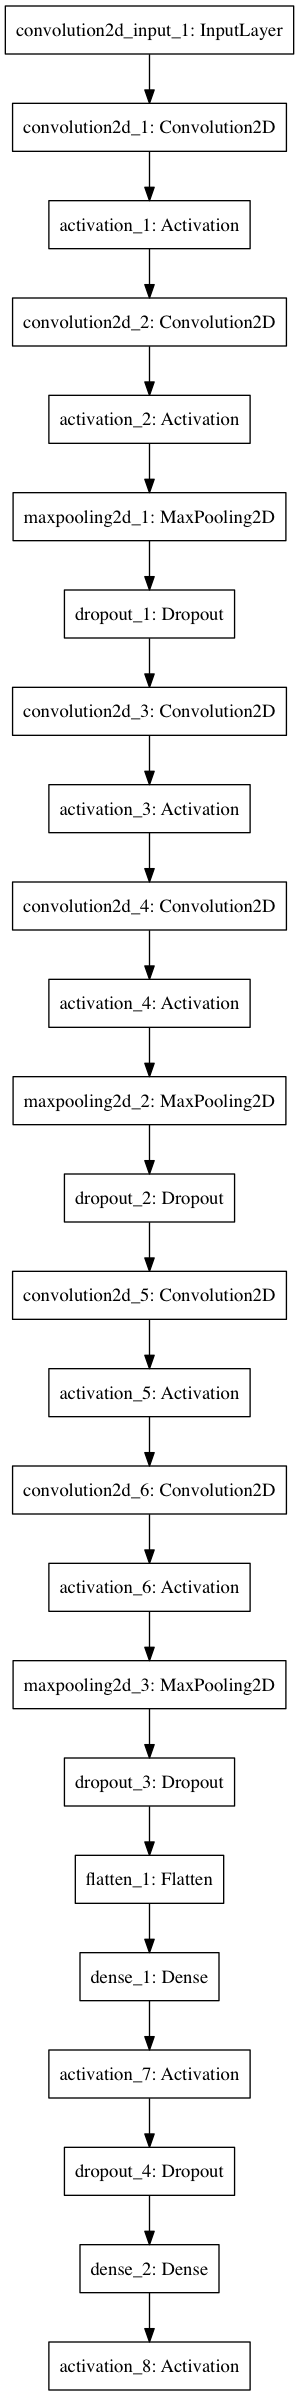 convolution2d_input_1: InputLayer
convolution2d_1: Convolution2D
activation_1: Activation
convolution2d_2: Convolution2D
activation_2: Activation
maxpooling2d_1: MaxPooling2D
dropout_1: Dropout
convolution2d_3: Convolution2D
activation_3: Activation
convolution2d_4: Convolution2D
activation_4: Activation
maxpooling2d_2: MaxPooling2D
dropout_2: Dropout
convolution2d_5: Convolution2D
activation_5: Activation
convolution2d_6: Convolution2D
activation_6: Activation
maxpooling2d_3: MaxPooling2D
dropout_3: Dropout
flatten_1: Flatten
dense_1: Dense
activation_7: Activation
dropout_4: Dropout
dense_2: Dense
activation_8: Activation